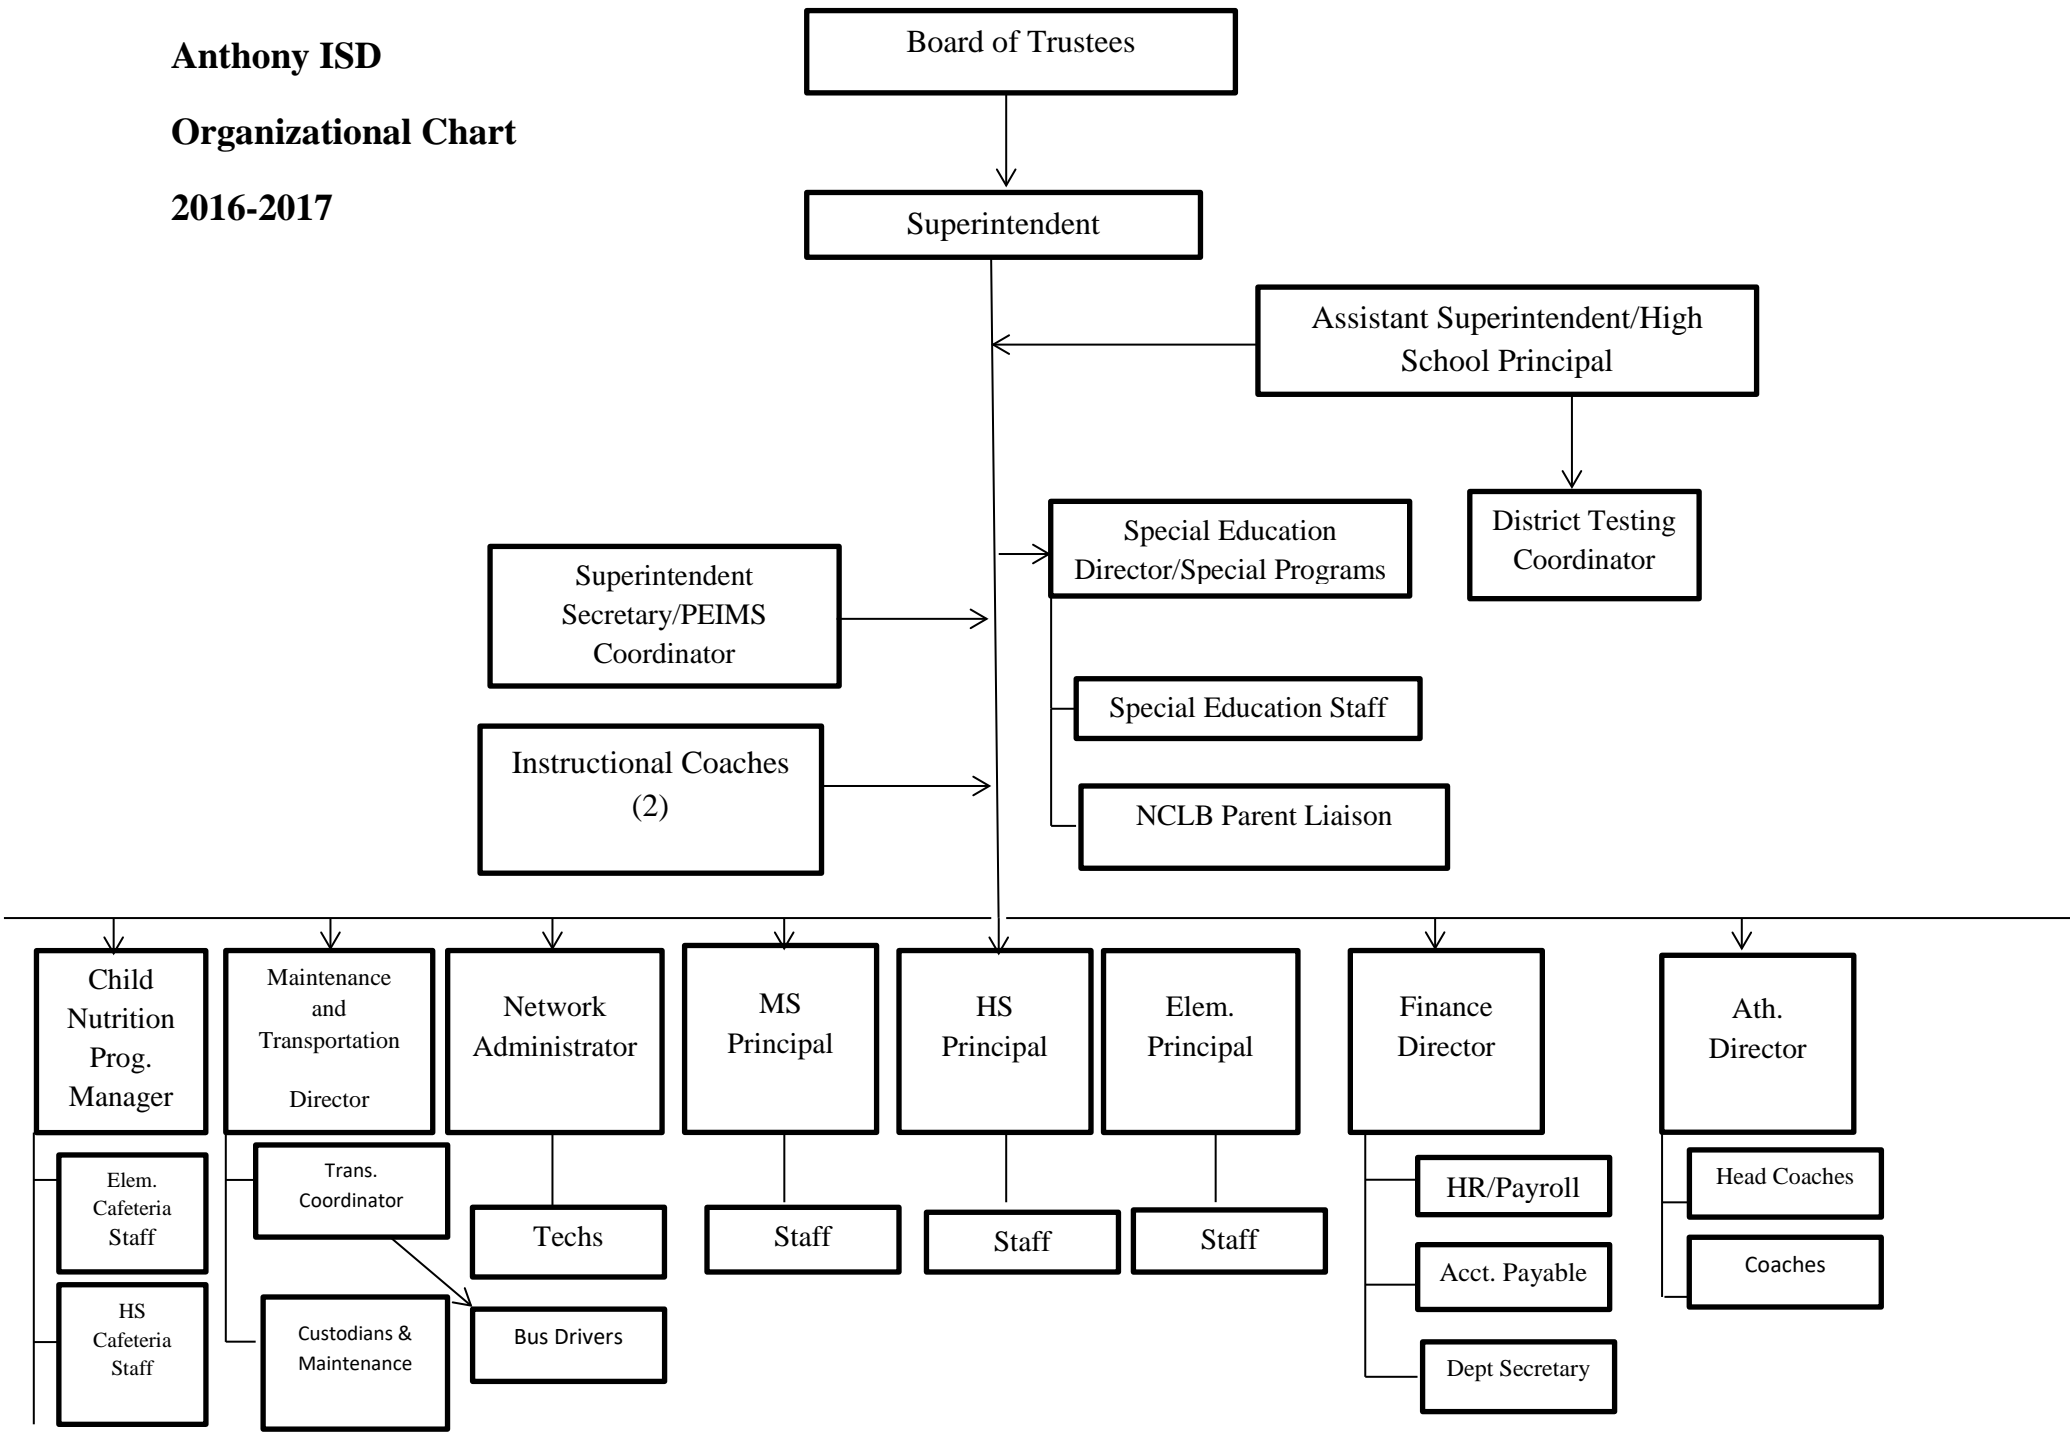 Anthony ISD
Organizational Chart
2016-2017
Board of Trustees
Superintendent
Assistant Superintendent/High
School Principal
District Testing
Coordinator
Special Education
Director/Special Programs
Superintendent
Secretary/PEIMS
Coordinator
Special Education Staff
Instructional Coaches
(2)
NCLB Parent Liaison
Child
Nutrition
Prog.
Manager
Maintenance
and
Transportation
Director
Network
Administrator
MS
Principal
HS
Principal
Elem.
Principal
Finance
Director
Ath.
Director
Elem.
Cafeteria
Staff
HS
Cafeteria
Staff
Trans.
Coordinator
Custodians &
Maintenance
Techs
Bus Drivers
Staff
Staff
Staff
HR/Payroll
Acct. Payable
Dept Secretary
Head Coaches
Coaches